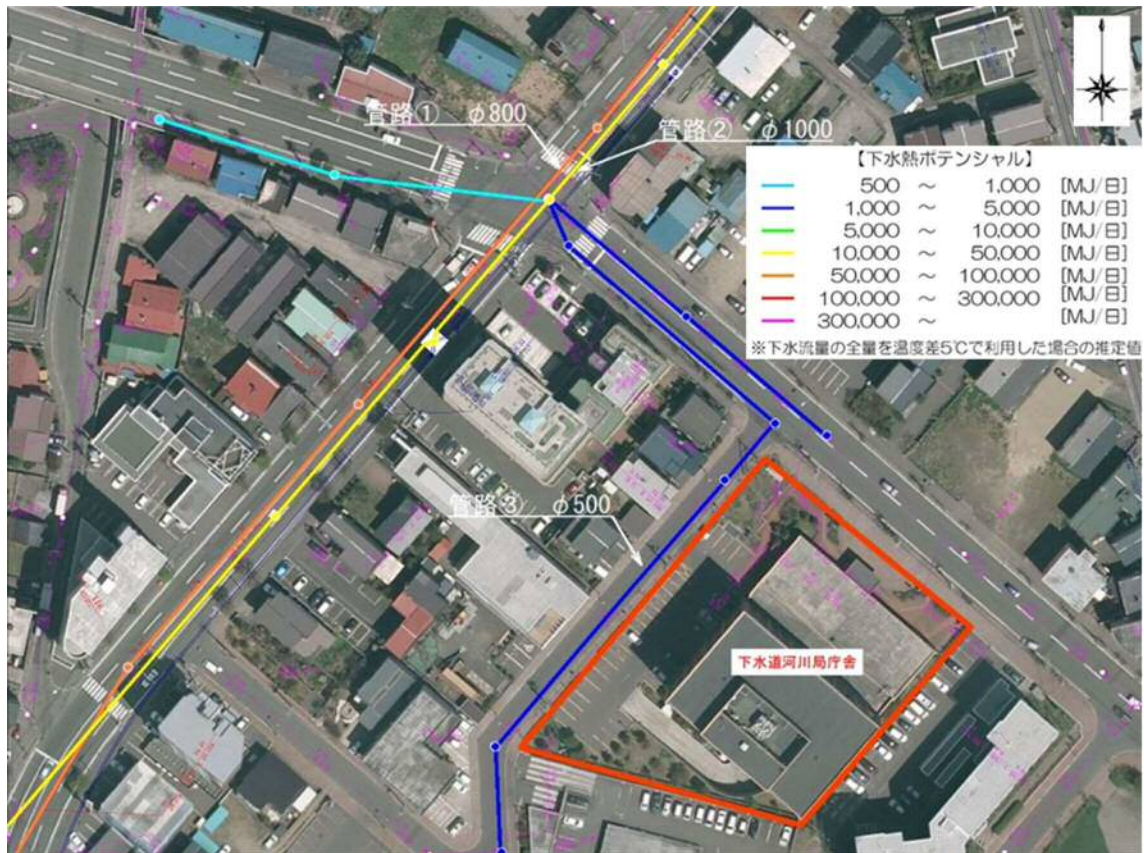 管路① φ800
管路② φ1000
【下水熱ポテンシャル】
500 ～ 1,000 [MJ/日]
1,000 ～ 5,000 [MJ/日]
5,000 ～ 10,000 [MJ/日]
10,000 ～ 50,000 [MJ/日]
50,000 ～ 100,000 [MJ/日]
100,000 ～ 300,000 [MJ/日]
300,000 ～ [MJ/日]
※下水流量の全量を温度差5℃で利用した場合の推定値
管路③ φ500
下水道河川局庁舎